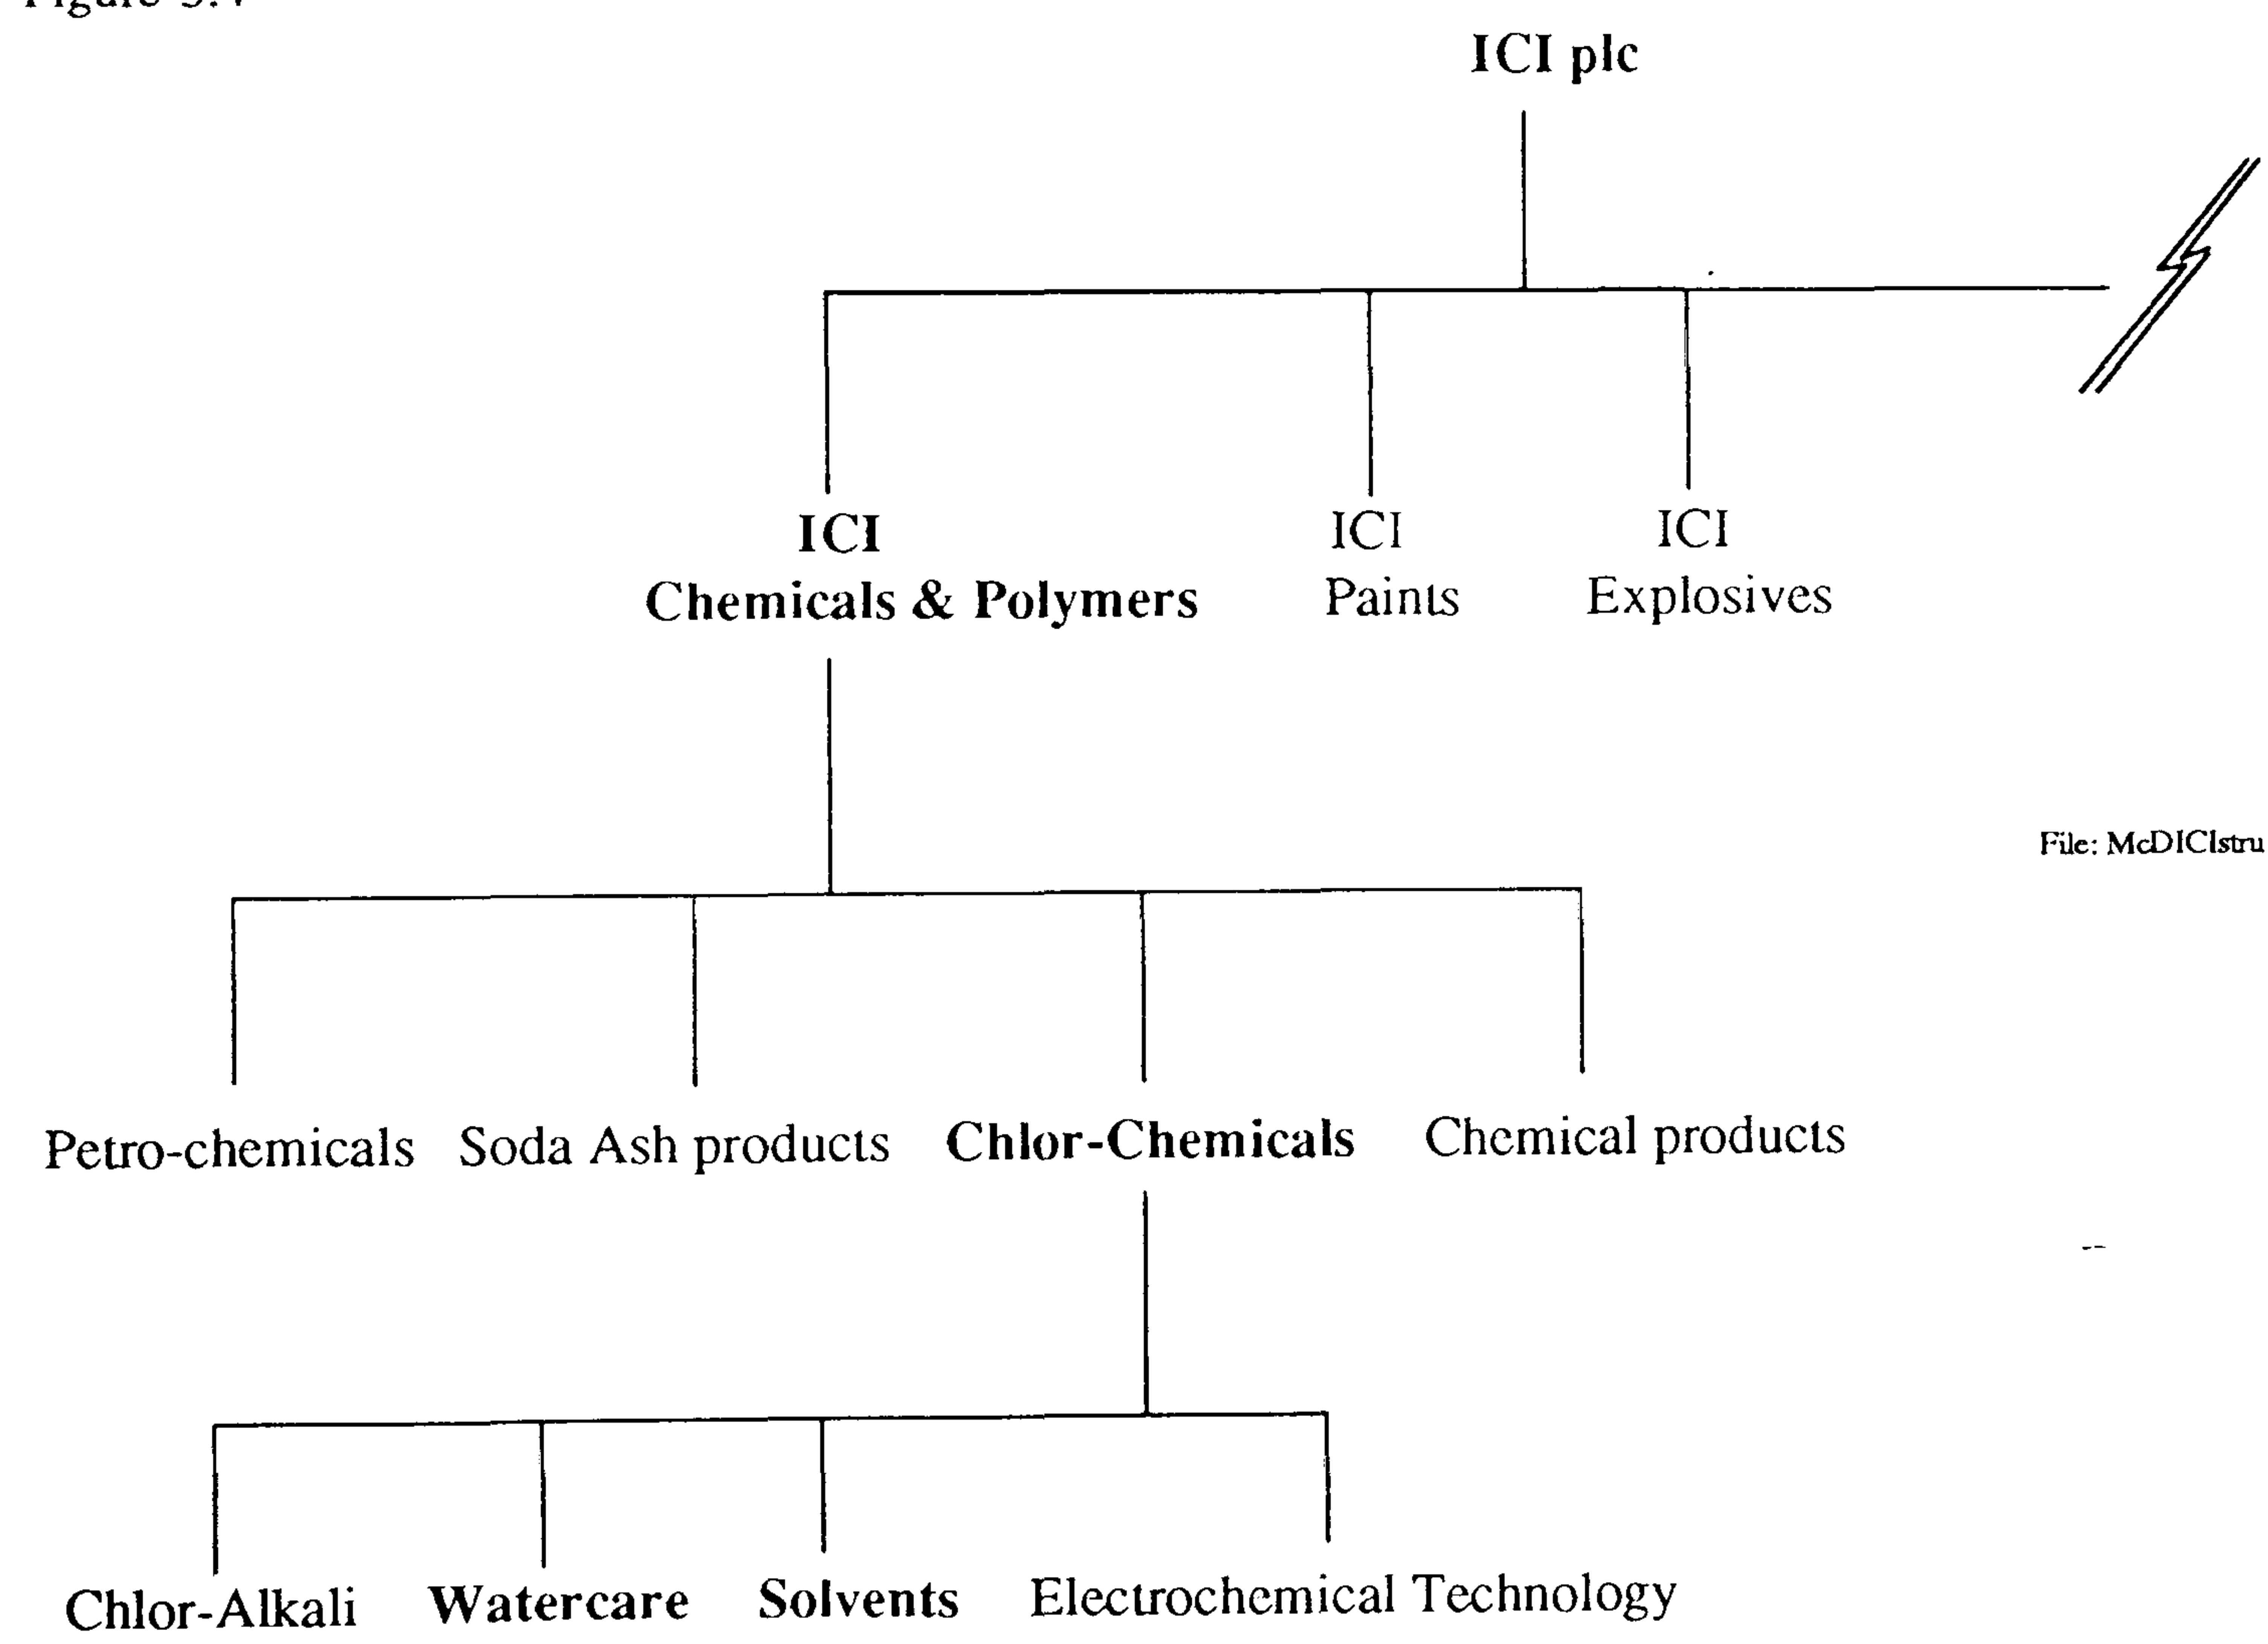 ICI plc
ICI
Chemicals & Polymers
ICI
Paints
ICI
Explosives
File: McDICIstru
Petro-chemicals
Soda Ash products
Chlor-Chemicals
Chemical products
Chlor-Alkali
Watercare
Solvents
Electrochemical Technology